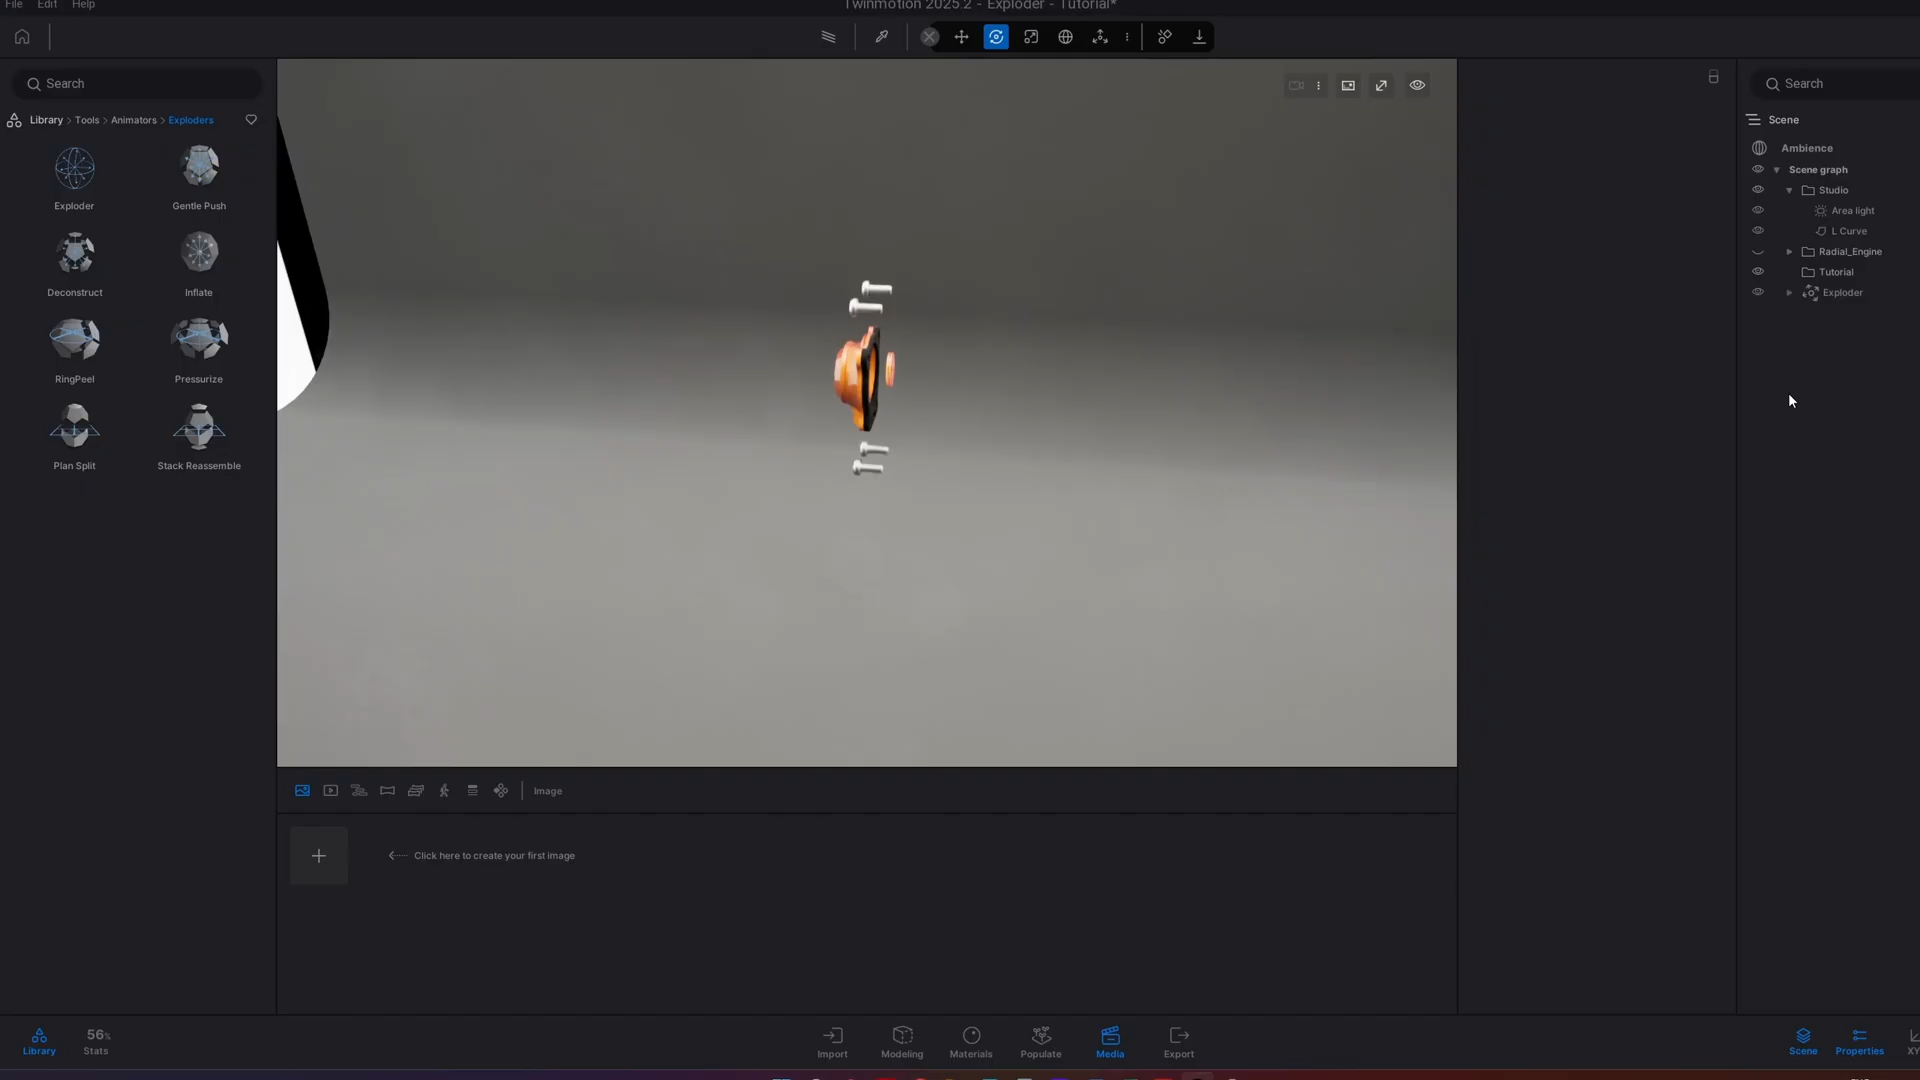 File Edit Help
Twinmotion 2025.2 - Exploder - Tutorial*
Search
Library > Tools > Animators > Exploders
Exploder
Gentle Push
Deconstruct
Inflate
RingPeel
Pressurize
Plan Split
Stack Reassemble
Search
Scene
Ambience
Scene graph
Studio
Area light
L Curve
Radial_Engine
Tutorial
Exploder
Image
Click here to create your first image
Library
56%
Stats
Import
Modeling
Materials
Populate
Media
Export
Scene
Properties
XY